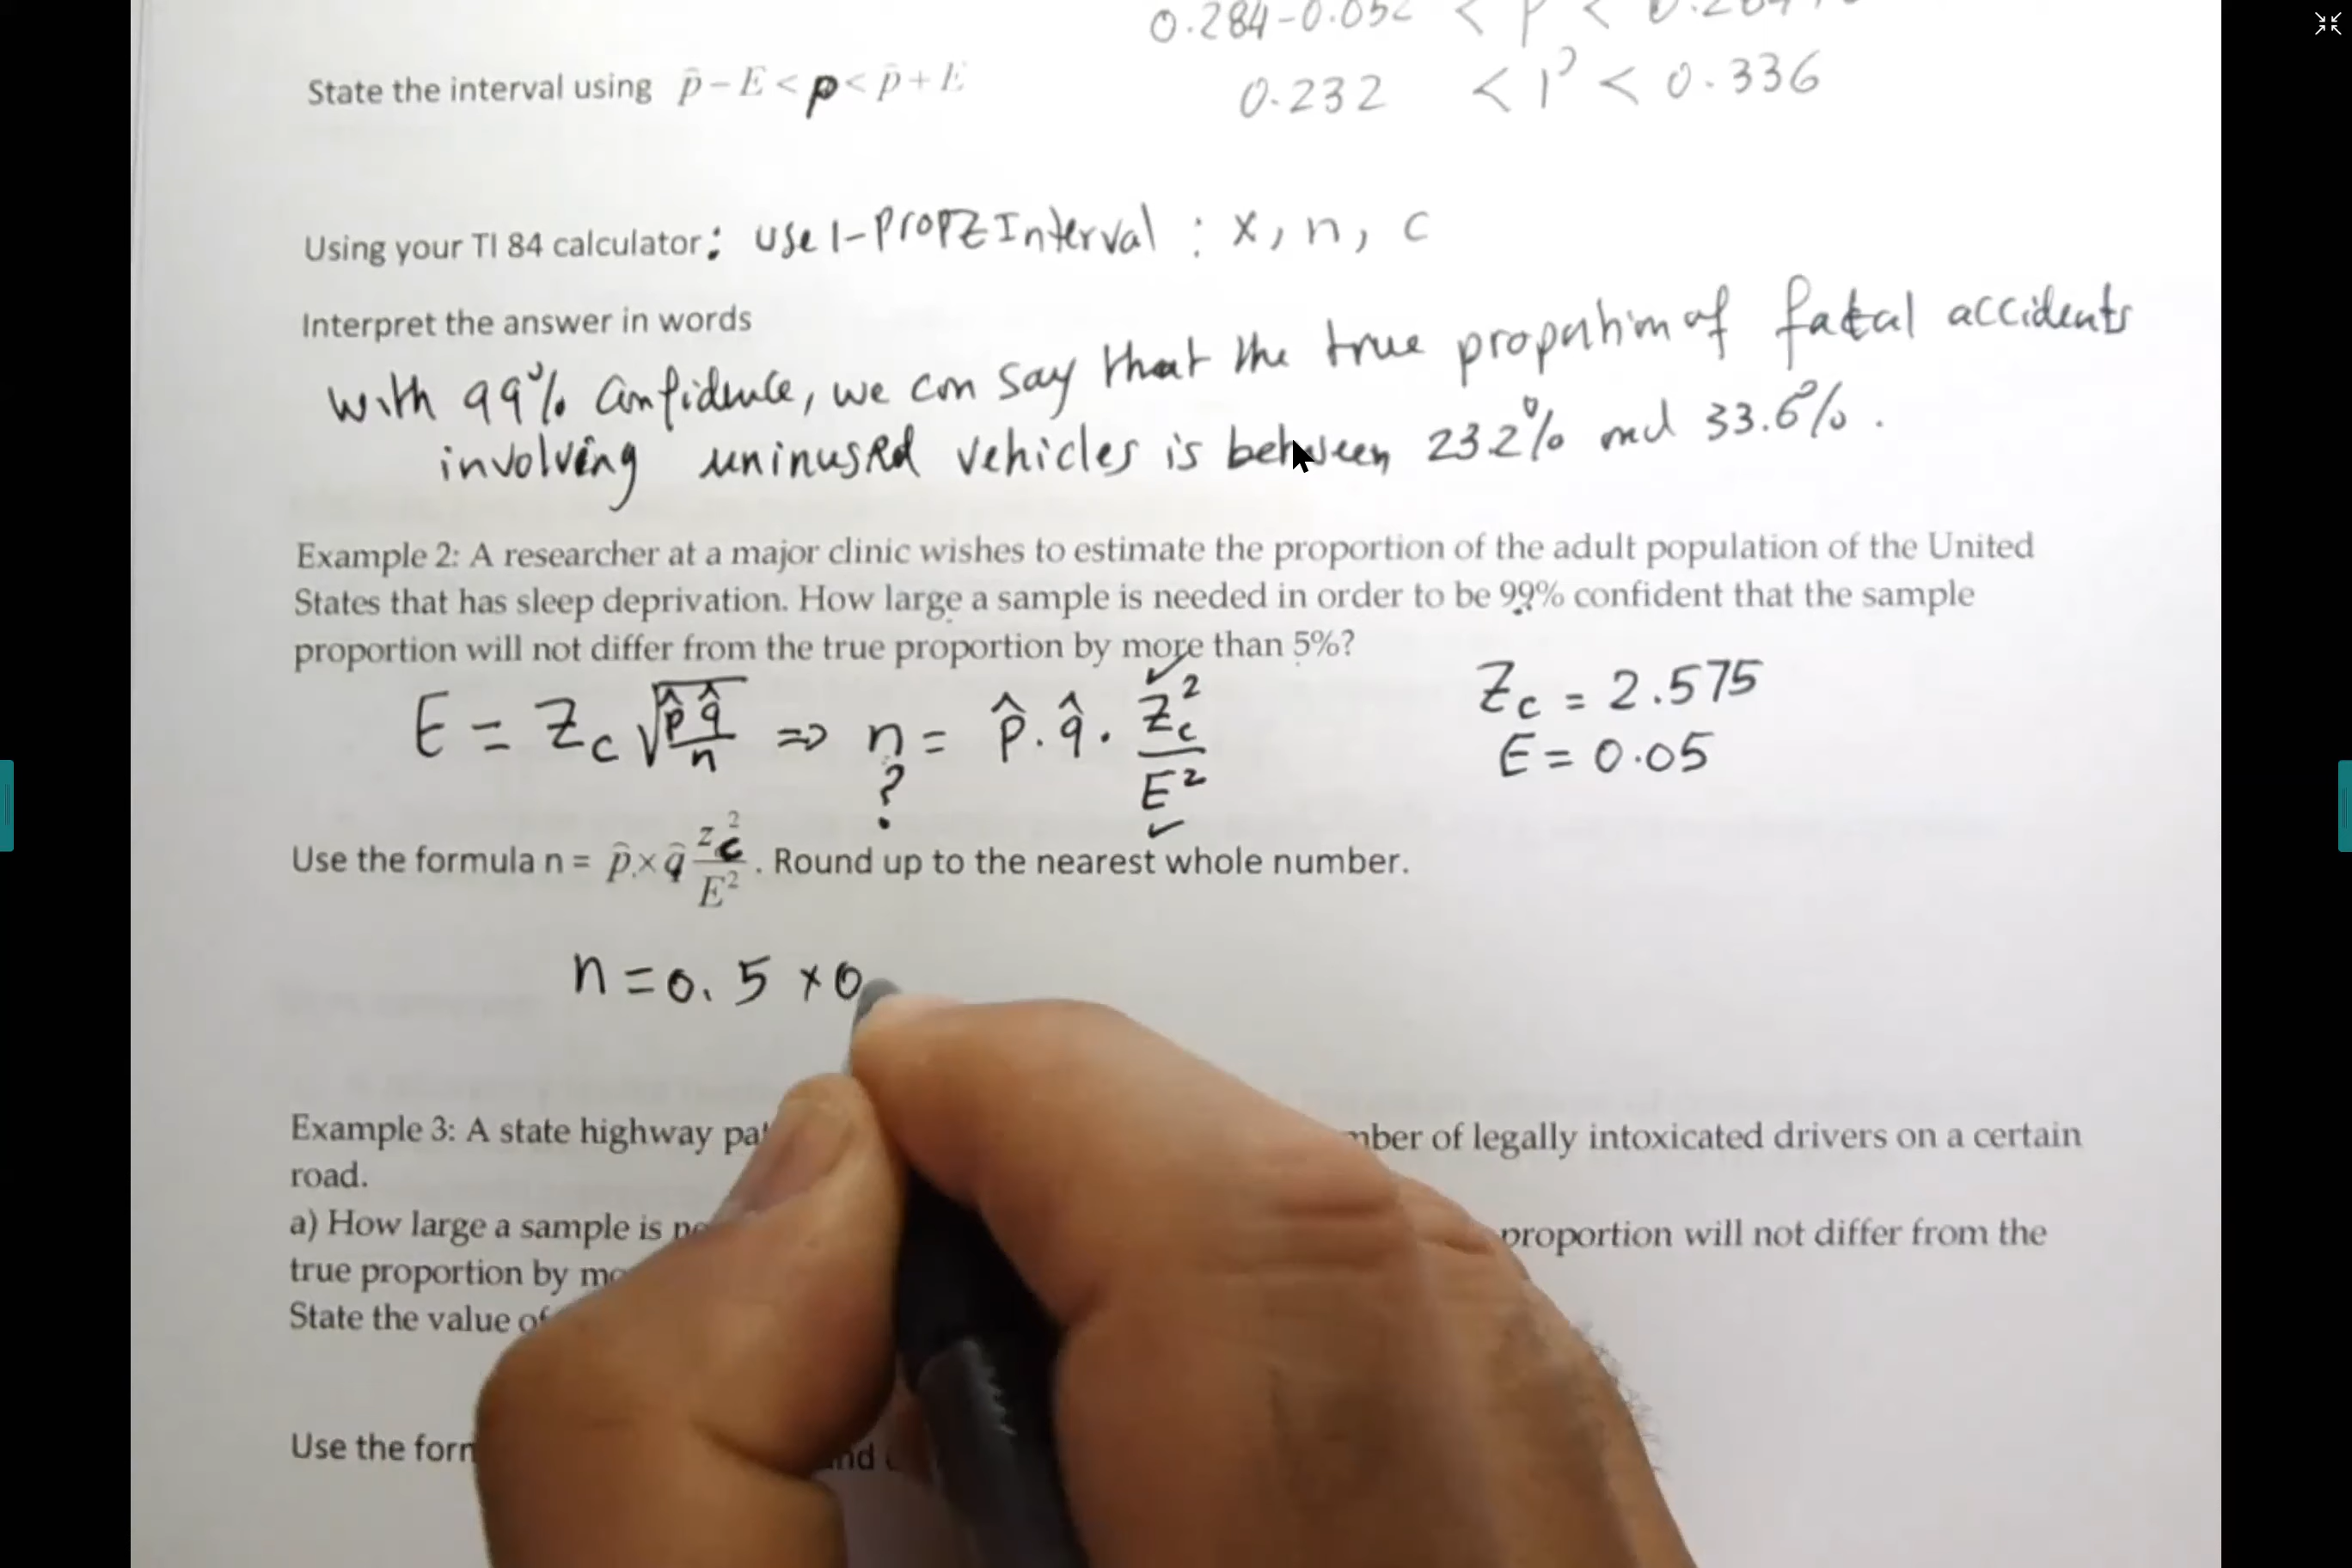 0.284-0.052 < P <
State the interval using p̂ - E < p < p̂ + E
0.232 < P < 0.336
Using your TI 84 calculator: use 1-PropZInterval : x, n, c
Interpret the answer in words
With 99% confidence, we can say that the true proportion of fatal accidents
involving uninusred vehicles is between 23.2% and 33.6%.
Example 2: A researcher at a major clinic wishes to estimate the proportion of the adult population of the United
States that has sleep deprivation. How large a sample is needed in order to be 99% confident that the sample
proportion will not differ from the true proportion by more than 5%?
E = Zc √(p̂ q̂ / n) => n = p̂ . q̂ . Zc² / E²
?
Zc = 2.575
E = 0.05
Use the formula n = p̂ × q̂ zc² / E² . Round up to the nearest whole number.
n = 0.5 × 0
Example 3: A state highway mber of legally intoxicated drivers on a certain
road.
a) How large a sample is proportion will not differ from the
true proportion by
State the value
Use the